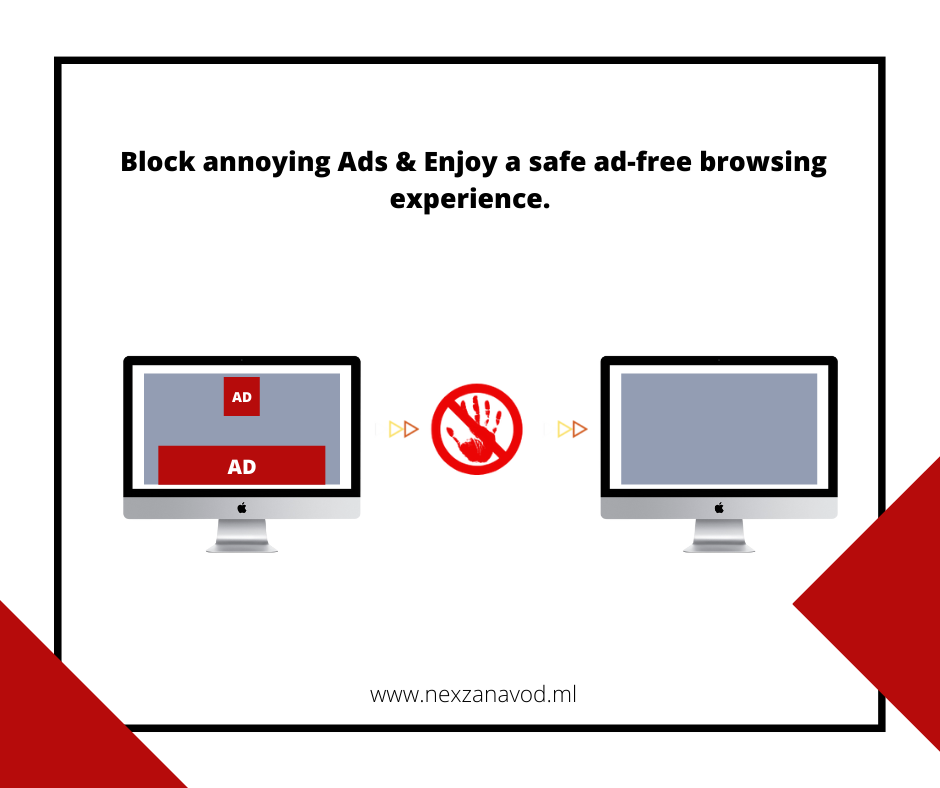 Block annoying Ads & Enjoy a safe ad-free browsing
experience.
AD
AD
www.nexzanavod.ml